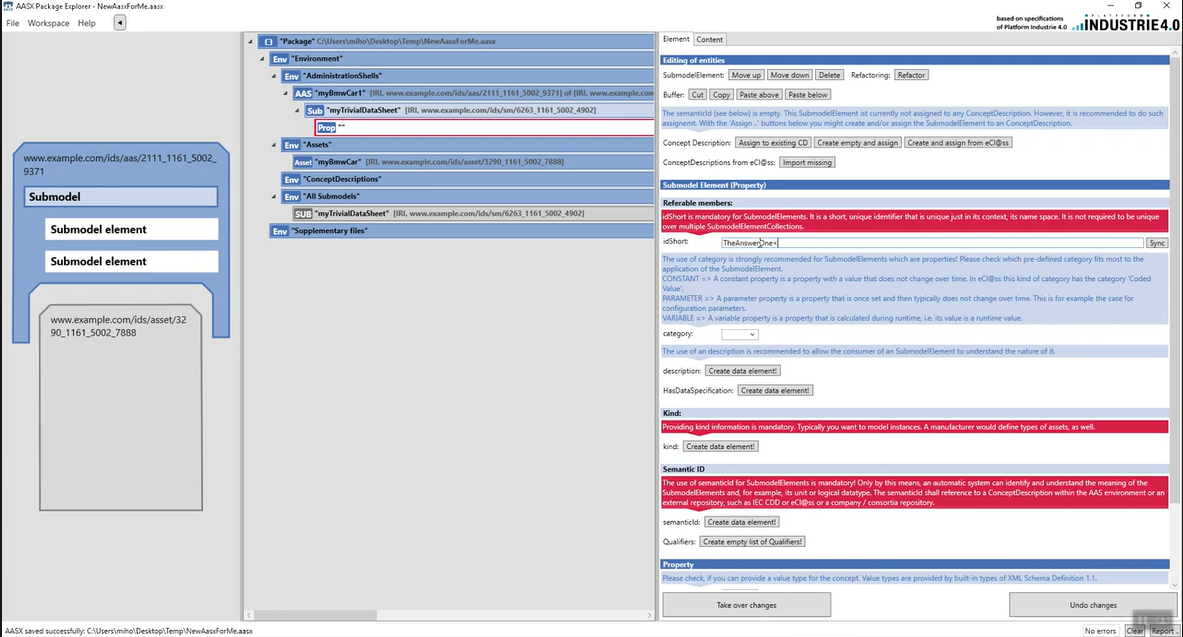 AASX Package Explorer - NewAasxForMe.aasx
File Workspace Help
based on specifications
of Platform Industrie 4.0
PLATTFORM
INDUSTRIE4.0
www.example.com/ids/aas/2111_1161_5002_
9371
Submodel
Submodel element
Submodel element
www.example.com/ids/asset/32
90_1161_5002_7888
"Package" C:\Users\miho\Desktop\Temp\NewAasxForMe.aasx
Env "Environment"
Env "AdministrationShells"
AAS "myBmwCar1" [IRI, www.example.com/ids/aas/2111_1161_5002_9371] of [IRI, www.example.com
Sub "myTrivialDataSheet" [IRI, www.example.com/ids/sm/6263_1161_5002_4902]
Prop ""
Env "Assets"
Asset "myBmwCar" [IRI, www.example.com/ids/asset/3290_1161_5002_7888]
Env "ConceptDescriptions"
Env "All Submodels"
SUB "myTrivialDataSheet" [IRI, www.example.com/ids/sm/6263_1161_5002_4902]
Env "Supplementary files"
Element Content
Editing of entities
SubmodelElement: Move up Move down Delete Refactoring: Refactor
Buffer: Cut Copy Paste above Paste below
The semanticId (see below) is empty. This SubmodelElement ist currently not assigned to any ConceptDescription. However, it is recommended to do such
assignemt. With the 'Assign ..' buttons below you might create and/or assign the SubmodelElement to an ConceptDescription.
Concept Description: Assign to existing CD Create empty and assign Create and assign from eCl@ss
ConceptDescriptions from eCl@ss: Import missing
Submodel Element (Property)
Referable members:
idShort is mandatory for SubmodelElements. It is a short, unique identifier that is unique just in its context, its name space. It is not required to be unique
over multiple SubmodelElementCollections.
idShort: TheAnswerOne< Sync
The use of category is strongly recommended for SubmodelElements which are properties! Please check which pre-defined category fits most to the
application of the SubmodelElement.
CONSTANT => A constant property is a property with a value that does not change over time. In eCl@ss this kind of category has the category 'Coded
Value'.
PARAMETER => A parameter property is a property that is once set and then typically does not change over time. This is for example the case for
configuration parameters.
VARIABLE => A variable property is a property that is calculated during runtime, i.e. its value is a runtime value.
category:
The use of an description is recommended to allow the consumer of an SubmodelElement to understand the nature of it.
description: Create data element!
HasDataSpecification: Create data element!
Kind:
Providing kind information is mandatory. Typically you want to model instances. A manufacturer would define types of assets, as well.
kind: Create data element!
Semantic ID
The use of semanticId for SubmodelElements is mandatory! Only by this means, an automatic system can identify and understand the meaning of the
SubmodelElements and, for example, its unit or logical datatype. The semanticId shall reference to a ConceptDescription within the AAS environment or an
external repository, such as IEC CDD or eCl@ss or a company / consortia repository.
semanticId: Create data element!
Qualifiers: Create empty list of Qualifiers!
Property
Please check, if you can provide a value type for the concept. Value types are provided by built-in types of XML Schema Definition 1.1.
Take over changes Undo changes
AASX saved successfully: C:\Users\miho\Desktop\Temp\NewAasxForMe.aasx
No errors Clear Report..